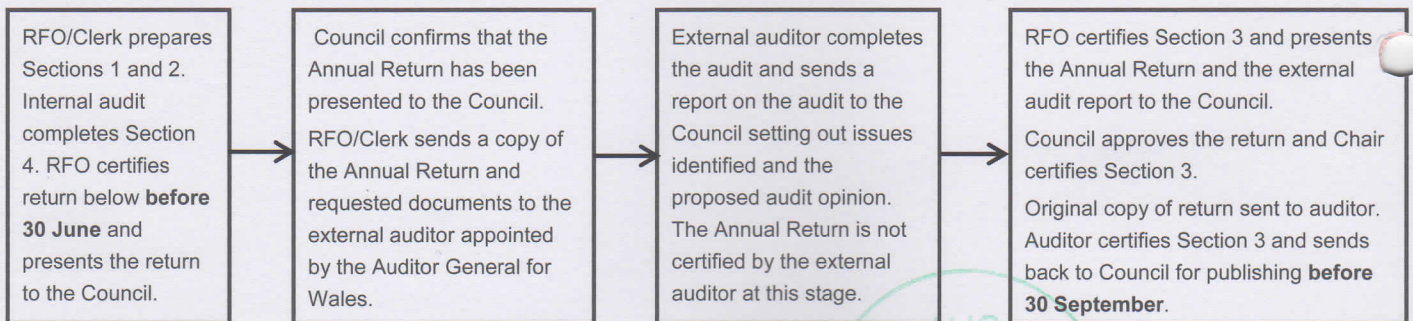 RFO/Clerk prepares
Sections 1 and 2.
Internal audit
completes Section
4. RFO certifies
return below before
30 June and
presents the return
to the Council.
Council confirms that the
Annual Return has been
presented to the Council.
RFO/Clerk sends a copy of
the Annual Return and
requested documents to the
external auditor appointed
by the Auditor General for
Wales.
External auditor completes
the audit and sends a
report on the audit to the
Council setting out issues
identified and the
proposed audit opinion.
The Annual Return is not
certified by the external
auditor at this stage.
RFO certifies Section 3 and presents
the Annual Return and the external
audit report to the Council.
Council approves the return and Chair
certifies Section 3.
Original copy of return sent to auditor.
Auditor certifies Section 3 and sends
back to Council for publishing before
30 September.